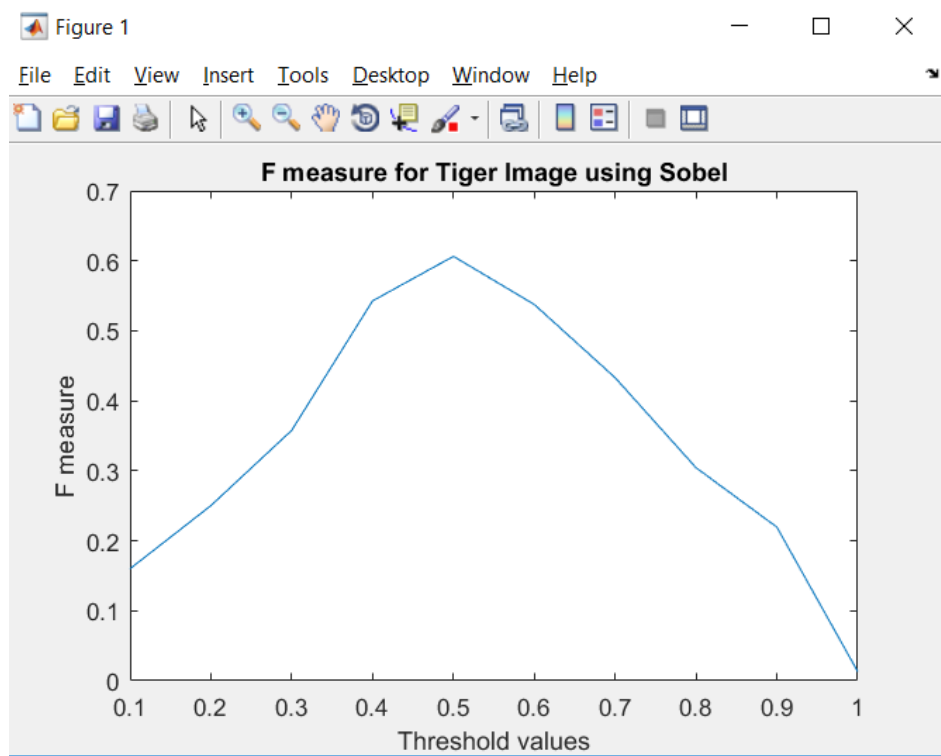 Figure 1
File Edit View Insert Tools Desktop Window Help
F measure for Tiger Image using Sobel
0.7
0.6
0.5
0.4
0.3
0.2
0.1
0
F measure
0.1 0.2 0.3 0.4 0.5 0.6 0.7 0.8 0.9 1
Threshold values